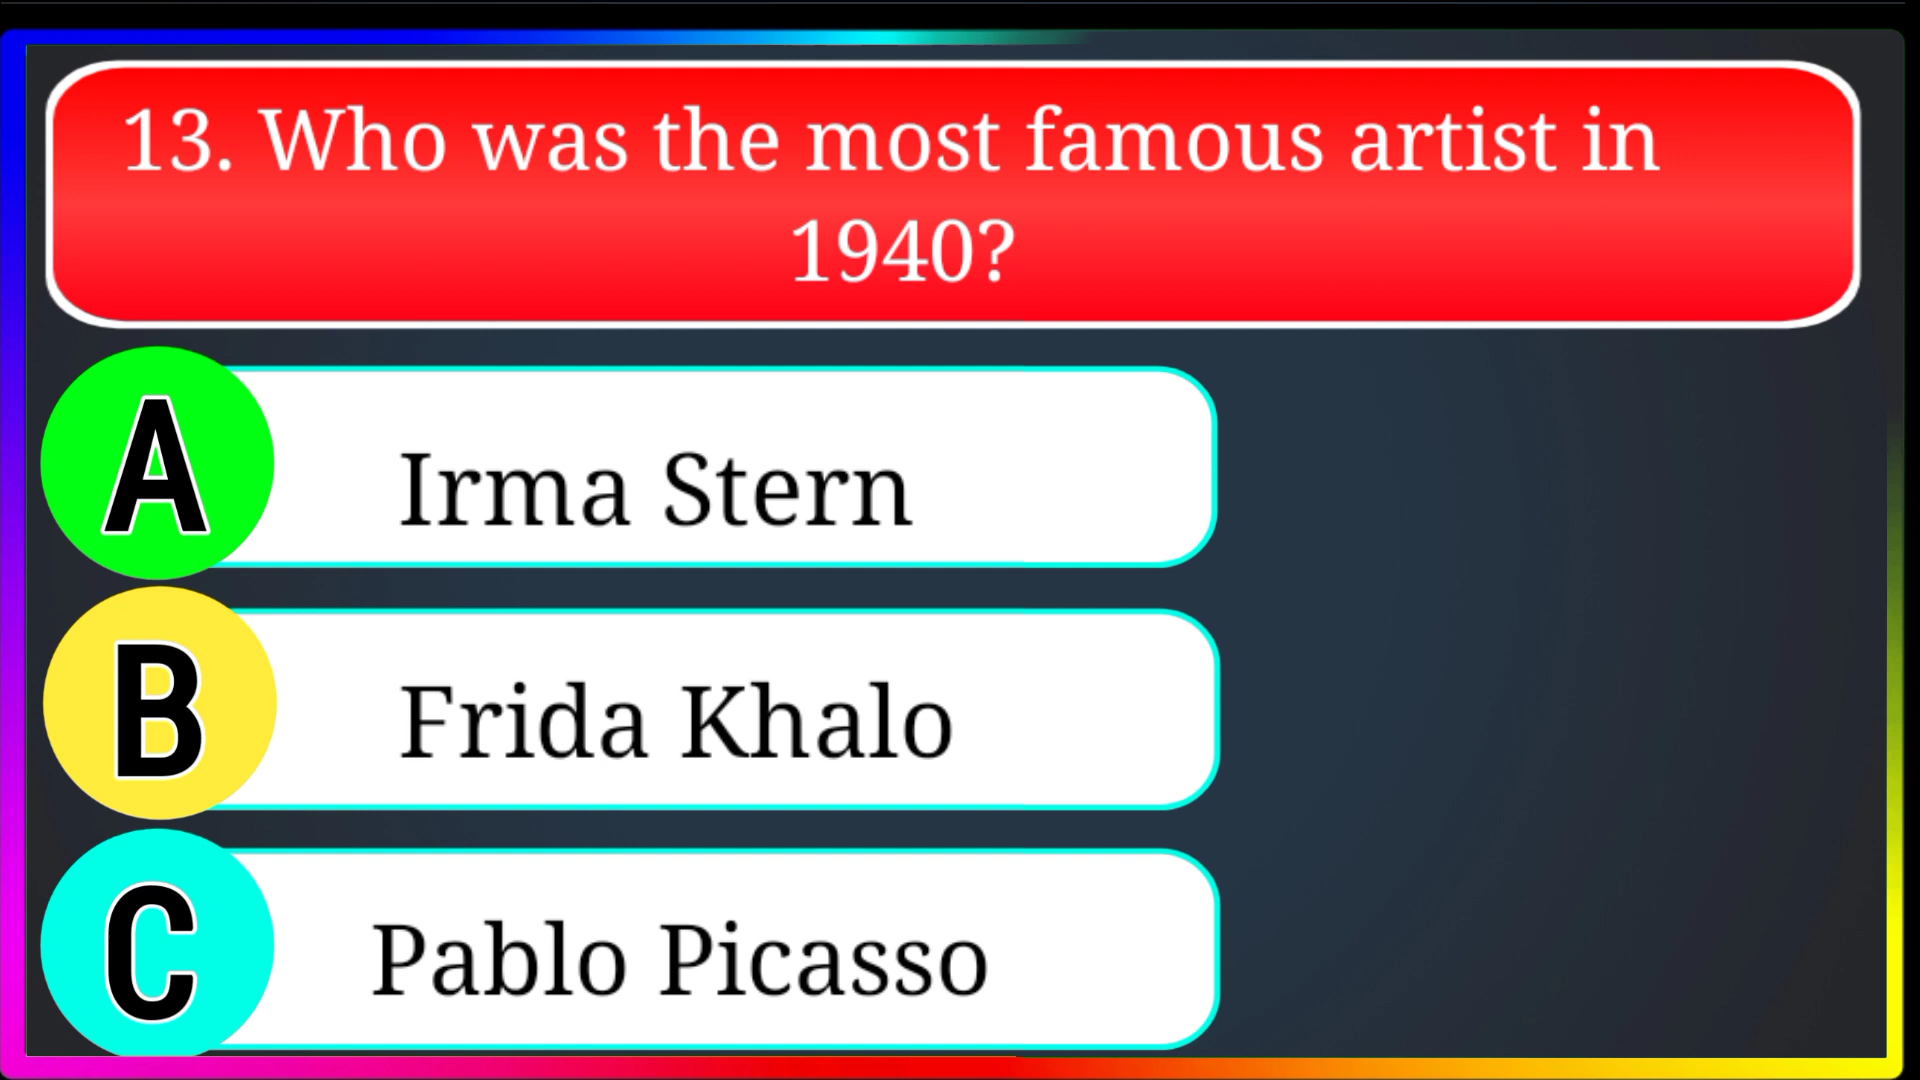 13. Who was the most famous artist in
1940?
A
Irma Stern
B
Frida Khalo
C
Pablo Picasso